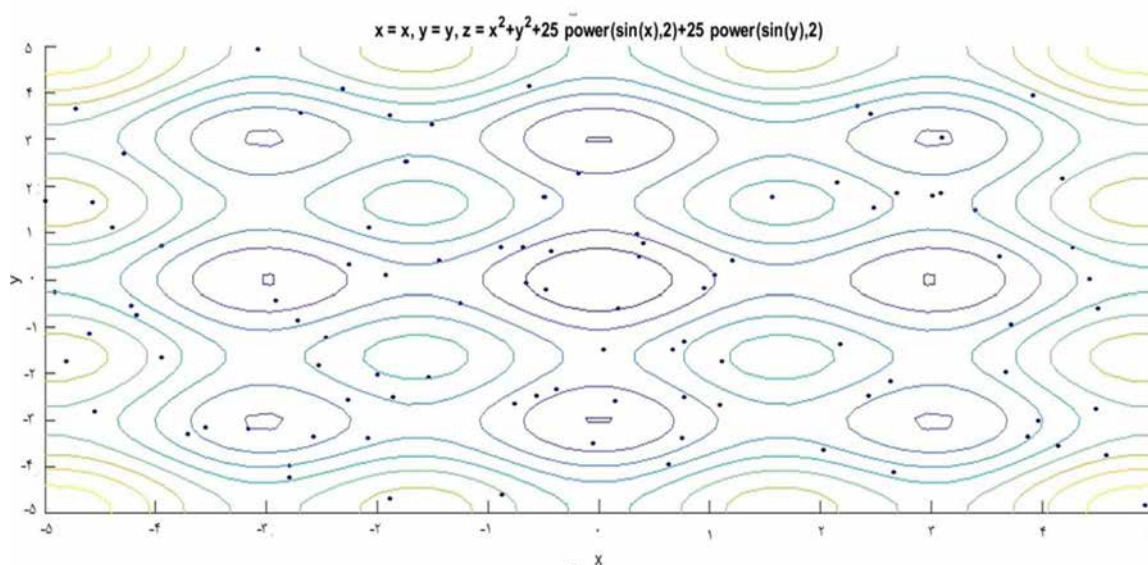 x = x, y = y, z = x²+y²+25 power(sin(x),2)+25 power(sin(y),2)
۵
۴
۳
۲
۱
۰
-۱
-۲
-۳
-۴
-۵
y
-۵ -۴ -۳ -۲ -۱ ۰ ۱ ۲ ۳ ۴
x